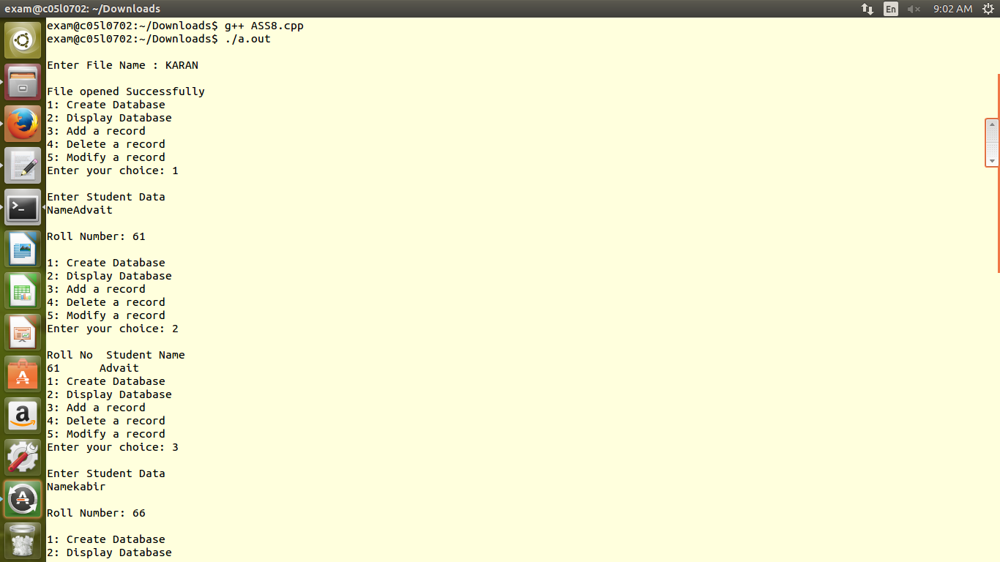 exam@c05l0702: ~/Downloads
En
9:02 AM
exam@c05l0702:~/Downloads$ g++ ASS8.cpp
exam@c05l0702:~/Downloads$ ./a.out
Enter File Name : KARAN
File opened Successfully
1: Create Database
2: Display Database
3: Add a record
4: Delete a record
5: Modify a record
Enter your choice: 1
Enter Student Data
NameAdvait
Roll Number: 61
1: Create Database
2: Display Database
3: Add a record
4: Delete a record
5: Modify a record
Enter your choice: 2
Roll No  Student Name
61      Advait
1: Create Database
2: Display Database
3: Add a record
4: Delete a record
5: Modify a record
Enter your choice: 3
Enter Student Data
Namekabir
Roll Number: 66
1: Create Database
2: Display Database